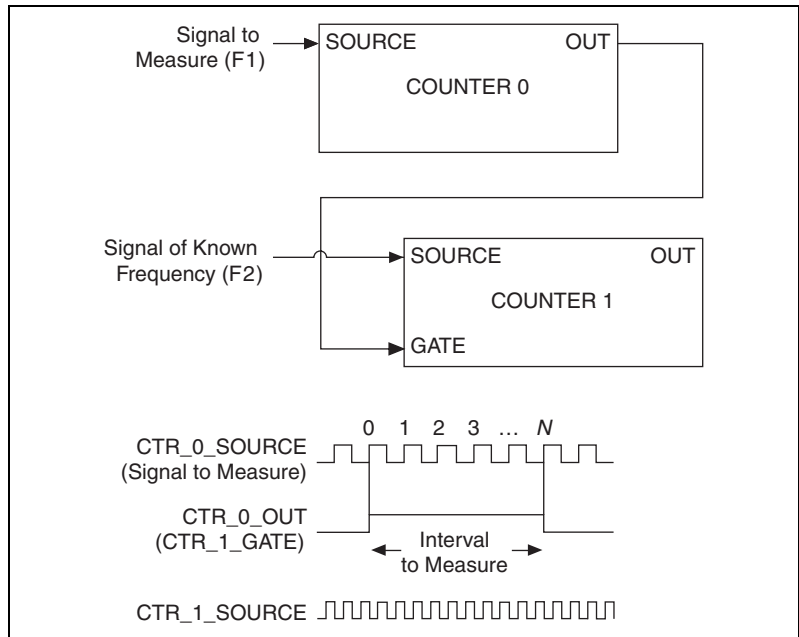 Signal to
Measure (F1)
SOURCE OUT
COUNTER 0
Signal of Known
Frequency (F2)
SOURCE OUT
COUNTER 1
GATE
0 1 2 3 … N
CTR_0_SOURCE
(Signal to Measure)
CTR_0_OUT
(CTR_1_GATE)
Interval
to Measure
CTR_1_SOURCE